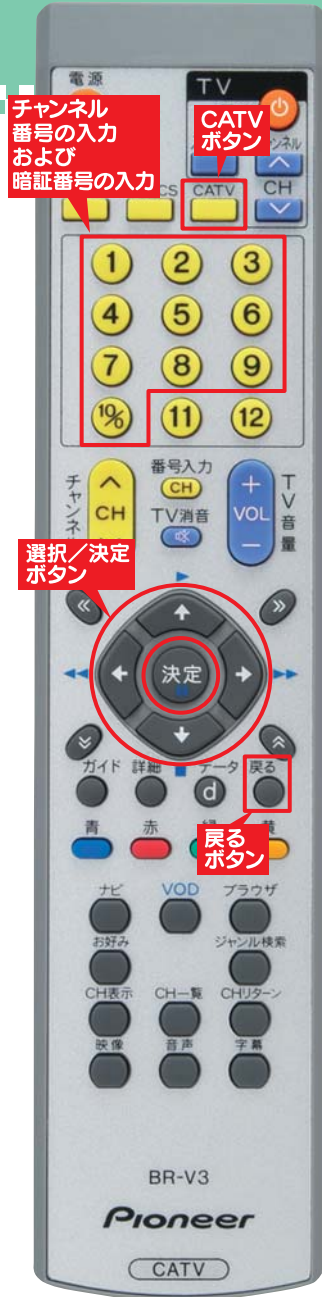 電源
TV
チャンネル
番号の入力
および
暗証番号の入力
CATV
ボタン
CS
CATV
CH
1
2
3
4
5
6
7
8
9
10/0
11
12
チャンネル
CH
番号入力
CH
TV消音
+
VOL
−
TV音量
選択/決定
ボタン
決定
ガイド
詳細
データ
戻る
d
青
赤
緑
黄
戻る
ボタン
ナビ
VOD
ブラウザ
お好み
ジャンル検索
CH表示
CH一覧
CHリターン
映像
音声
字幕
BR-V3
Pioneer
CATV